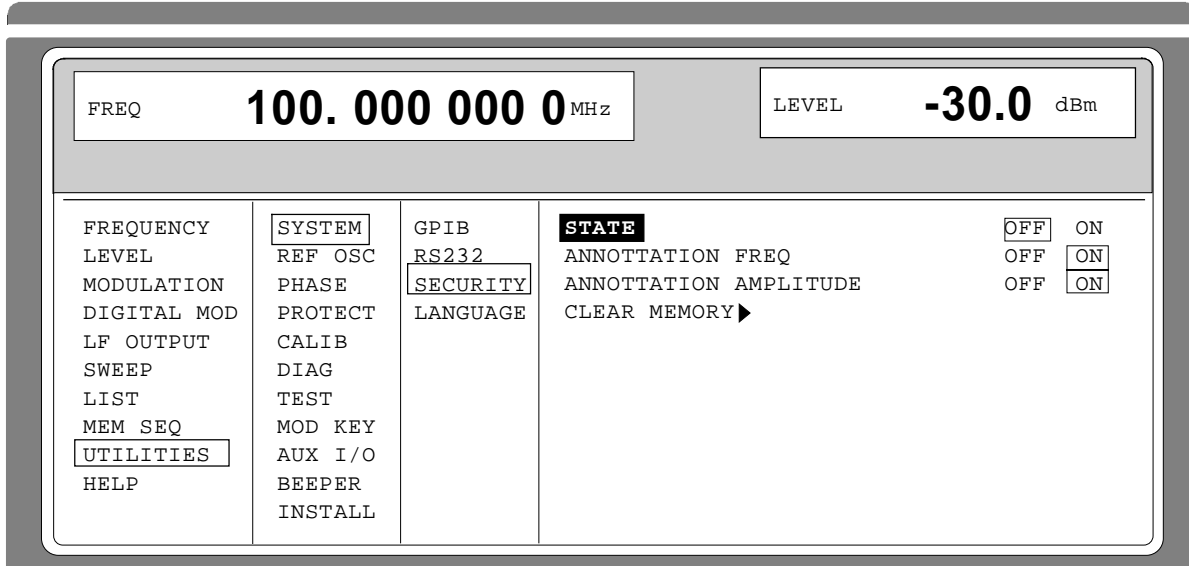 FREQ 100. 000 000 0 MHz LEVEL -30.0 dBm
FREQUENCY SYSTEM GPIB STATE OFF ON
LEVEL REF OSC RS232 ANNOTTATION FREQ OFF ON
MODULATION PHASE SECURITY ANNOTTATION AMPLITUDE OFF ON
DIGITAL MOD PROTECT LANGUAGE CLEAR MEMORY▶
LF OUTPUT CALIB
SWEEP DIAG
LIST TEST
MEM SEQ MOD KEY
UTILITIES AUX I/O
HELP BEEPER
INSTALL